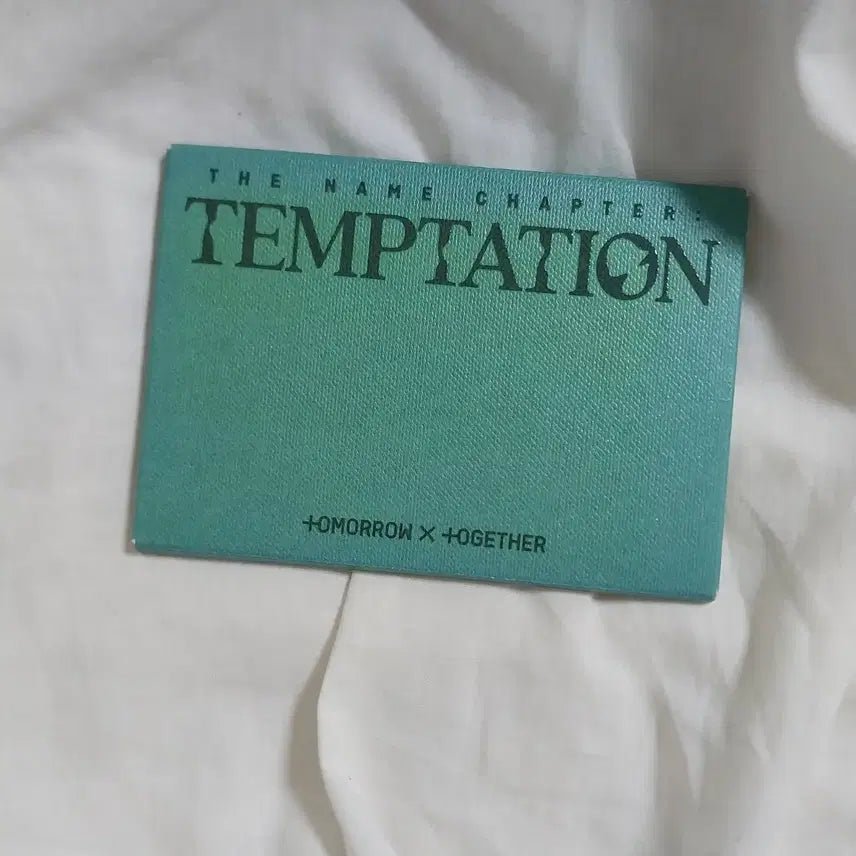 THE NAME CHAPTER:
TEMPTATION
TOMORROW X TOGETHER